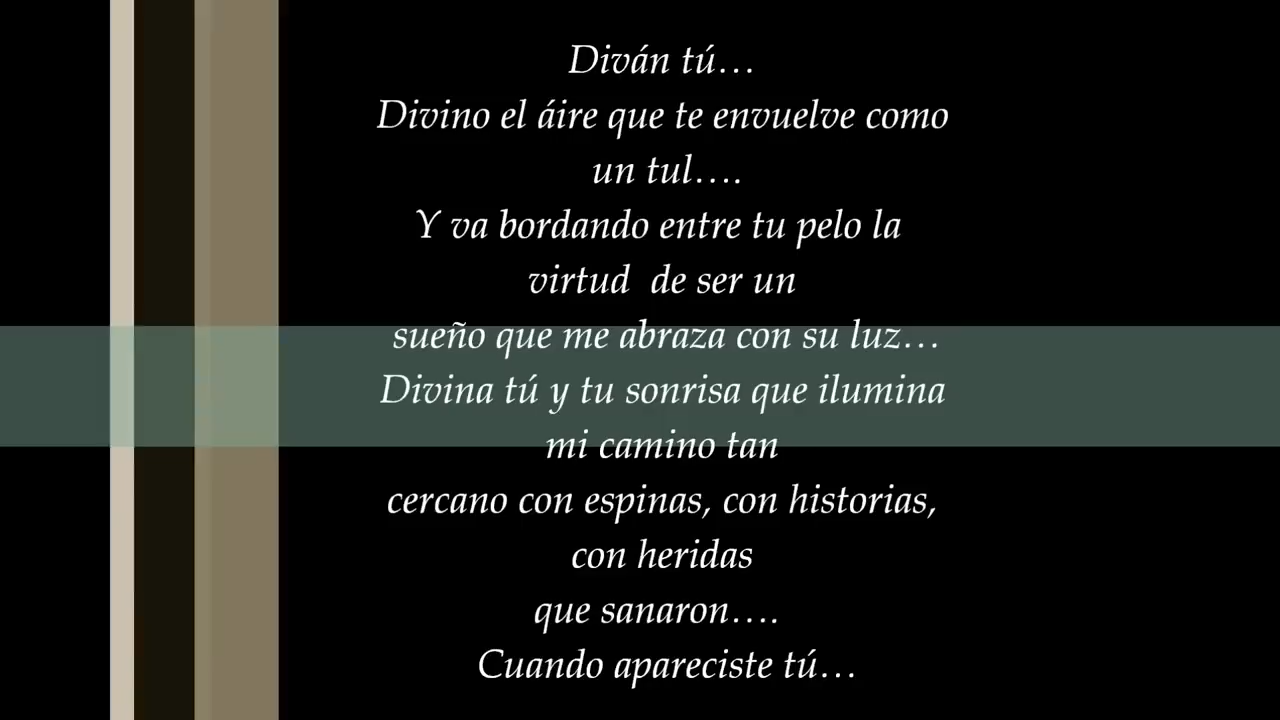 Diván tú…
Divino el áire que te envuelve como
un tul….
Y va bordando entre tu pelo la
virtud  de ser un
sueño que me abraza con su luz…
Divina tú y tu sonrisa que ilumina
mi camino tan
cercano con espinas, con historias,
con heridas
que sanaron….
Cuando apareciste tú…